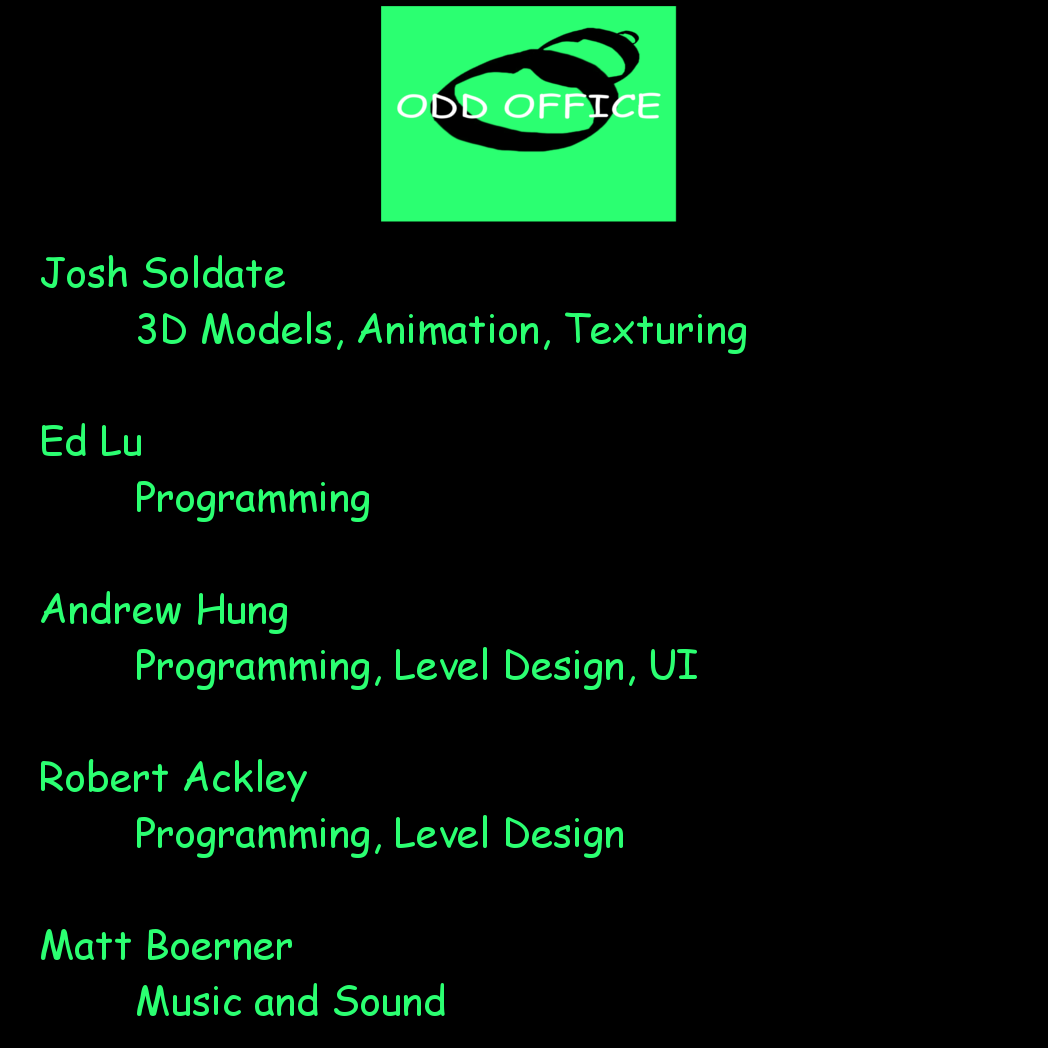 ODD OFFICE
Josh Soldate
3D Models, Animation, Texturing
Ed Lu
Programming
Andrew Hung
Programming, Level Design, UI
Robert Ackley
Programming, Level Design
Matt Boerner
Music and Sound